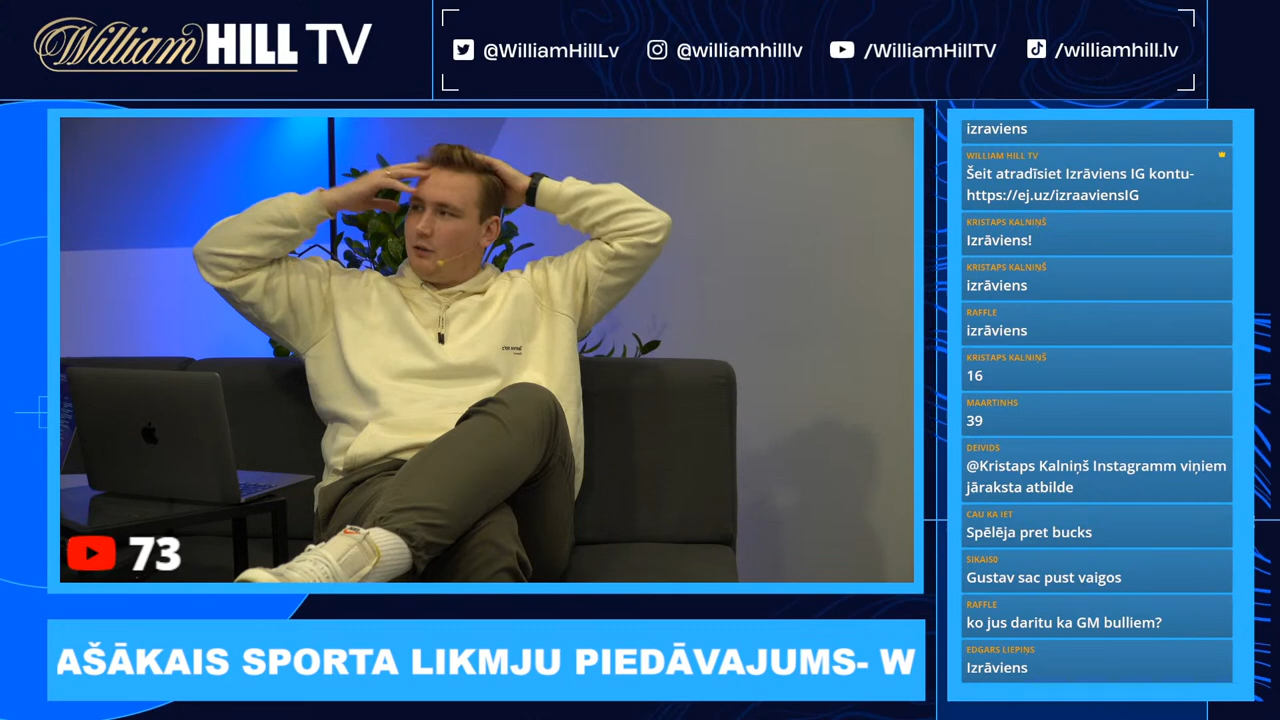 William HILL TV
@WilliamHillLv
@williamhilllv
/WilliamHillTV
/williamhill.lv
73
AŠĀKAIS SPORTA LIKMJU PIEDĀVAJUMS- W
izraviens
WILLIAM HILL TV
Šeit atradīsiet Izrāviens IG kontu-
https://ej.uz/izraaviensIG
KRISTAPS KALNIŅŠ
Izrāviens!
KRISTAPS KALNIŅŠ
izrāviens
RAFFLE
izrāviens
KRISTAPS KALNIŅŠ
16
MAARTINHS
39
DEIVIDS
@Kristaps Kalniņš Instagramm viņiem
jāraksta atbilde
CAU KA IET
Spēlēja pret bucks
SIKAIS0
Gustav sac pust vaigos
RAFFLE
ko jus daritu ka GM bulliem?
EDGARS LIEPIŅŠ
Izrāviens